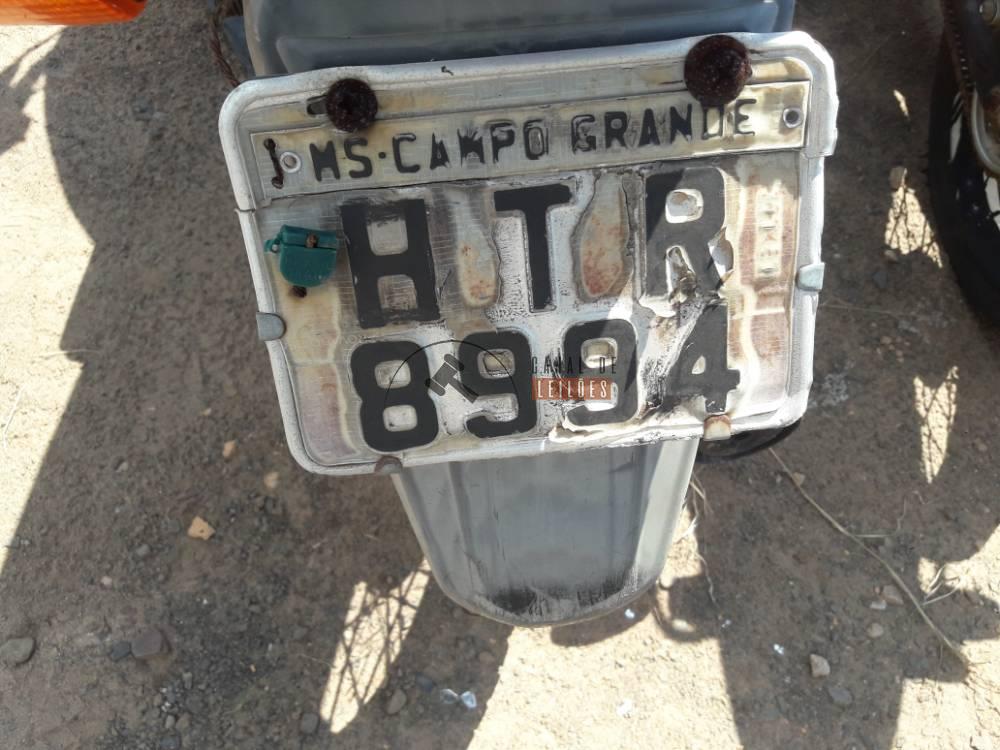 MS·CAMPO GRANDE
HTR
8994
CANAL DE
LEILÕES